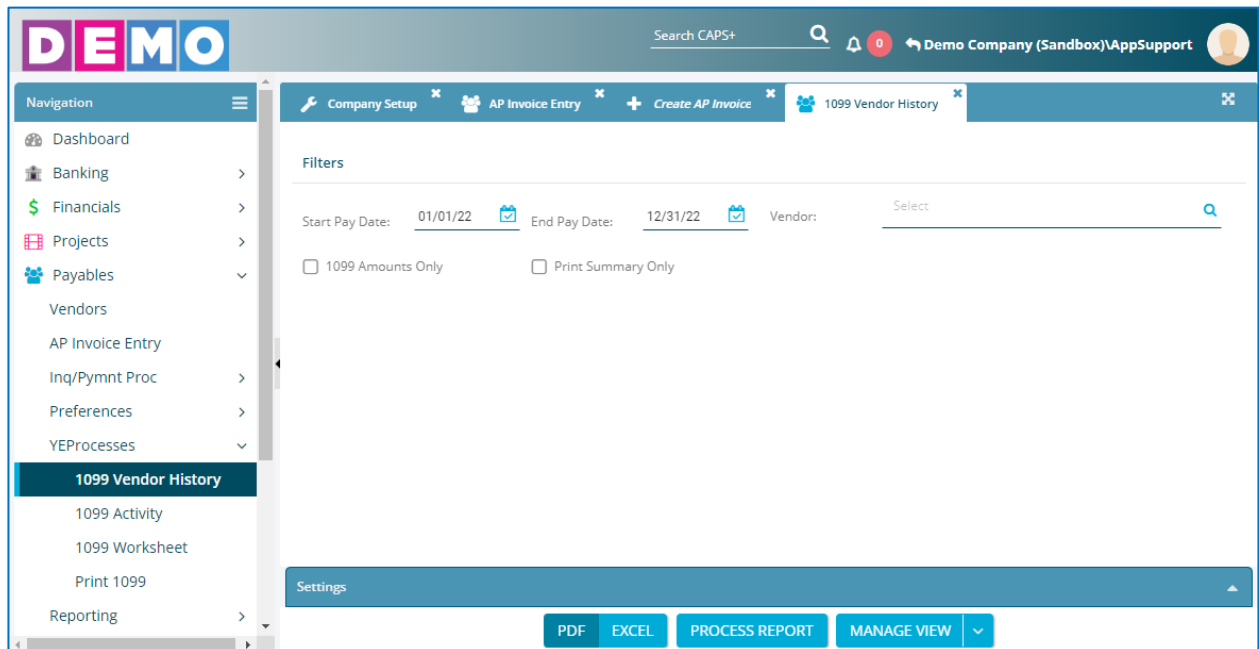 DEMO
Search CAPS+
0
Demo Company (Sandbox)\AppSupport
Navigation
Company Setup
AP Invoice Entry
Create AP Invoice
1099 Vendor History
Dashboard
Banking
$ Financials
Projects
Payables
Vendors
AP Invoice Entry
Inq/Pymnt Proc
Preferences
YEProcesses
1099 Vendor History
1099 Activity
1099 Worksheet
Print 1099
Reporting
Filters
Start Pay Date: 01/01/22 End Pay Date: 12/31/22 Vendor: Select
1099 Amounts Only Print Summary Only
Settings
PDF EXCEL PROCESS REPORT MANAGE VIEW